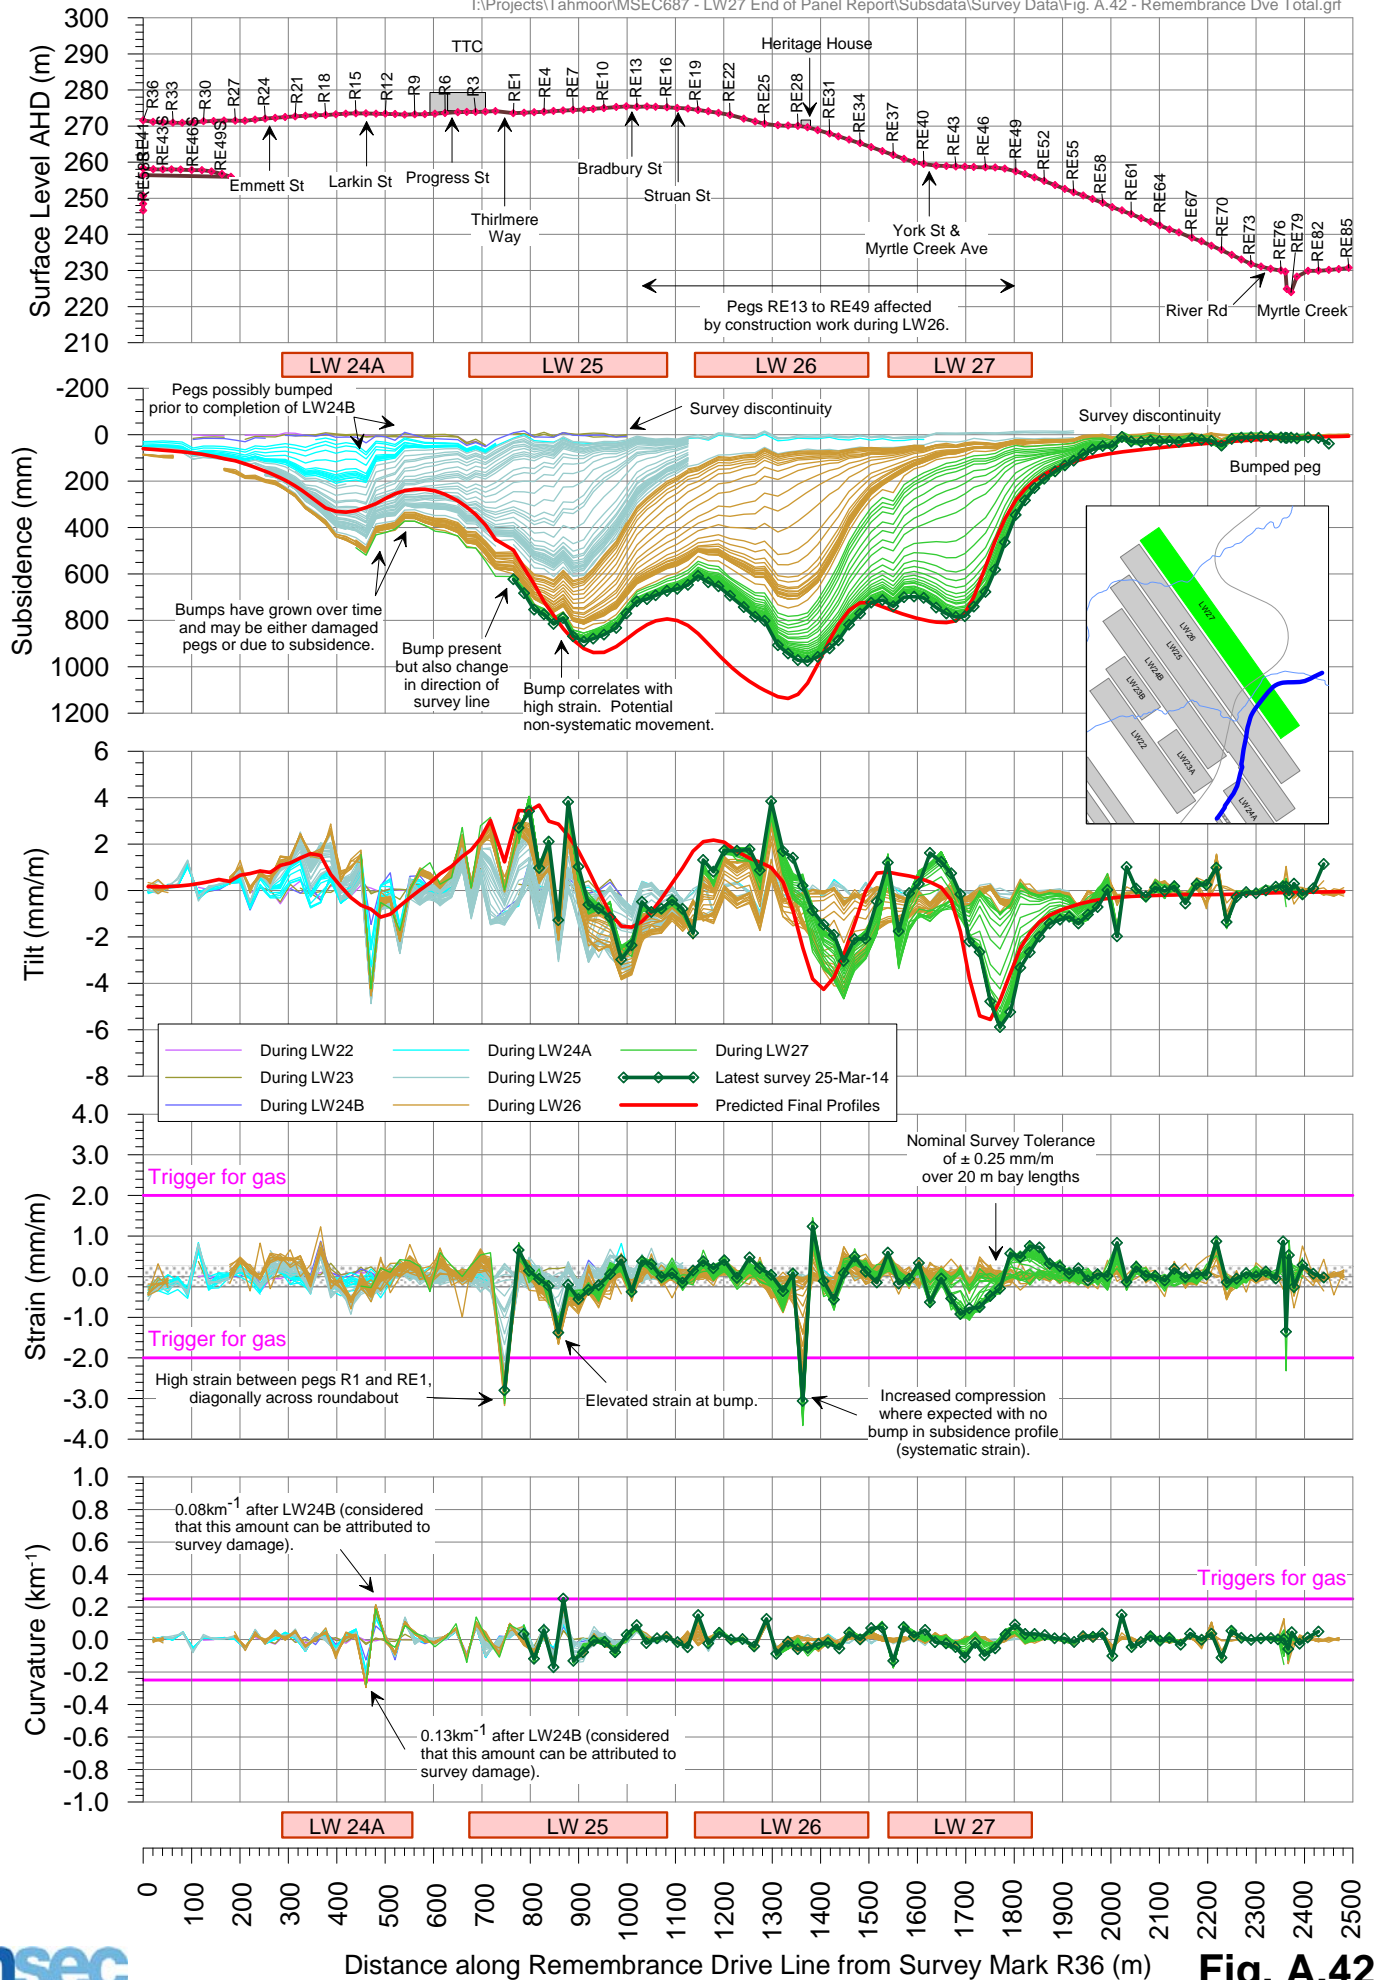 I:\Projects\Tahmoor\MSEC687 - LW27 End of Panel Report\Subsdata\Survey Data\Fig. A.42 - Remembrance Dve Total.grf
Surface Level AHD (m)
300
290
280
270
260
250
240
230
220
210
R36
R33
R30
R27
R24
R21
R18
R15
R12
R9
R6
R3
RE1
RE4
RE7
RE10
RE13
RE16
RE19
RE22
RE25
RE28
RE31
RE34
RE37
RE40
RE43
RE46
RE49
RE52
RE55
RE58
RE61
RE64
RE67
RE70
RE73
RE76
RE79
RE82
RE85
RE43S
RE46S
RE49S
TTC
Heritage House
Emmett St
Larkin St
Progress St
Thirlmere
Way
Bradbury St
Struan St
York St &
Myrtle Creek Ave
River Rd
Myrtle Creek
Pegs RE13 to RE49 affected
by construction work during LW26.
LW 24A
LW 25
LW 26
LW 27
Subsidence (mm)
-200
0
200
400
600
800
1000
1200
Pegs possibly bumped
prior to completion of LW24B
Survey discontinuity
Survey discontinuity
Bumped peg
Bumps have grown over time
and may be either damaged
pegs or due to subsidence.
Bump present
but also change
in direction of
survey line
Bump correlates with
high strain. Potential
non-systematic movement.
LW27
LW26
LW25
LW24B
LW23B
LW22
LW23A
LW24A
Tilt (mm/m)
6
4
2
0
-2
-4
-6
-8
During LW22
During LW23
During LW24B
During LW24A
During LW25
During LW26
During LW27
Latest survey 25-Mar-14
Predicted Final Profiles
Strain (mm/m)
4.0
3.0
2.0
1.0
0.0
-1.0
-2.0
-3.0
-4.0
Trigger for gas
Trigger for gas
Nominal Survey Tolerance
of ± 0.25 mm/m
over 20 m bay lengths
High strain between pegs R1 and RE1,
diagonally across roundabout
Elevated strain at bump.
Increased compression
where expected with no
bump in subsidence profile
(systematic strain).
Curvature (km-1)
1.0
0.8
0.6
0.4
0.2
0.0
-0.2
-0.4
-0.6
-0.8
-1.0
0.08km-1 after LW24B (considered
that this amount can be attributed to
survey damage).
Triggers for gas
0.13km-1 after LW24B (considered
that this amount can be attributed to
survey damage).
LW 24A
LW 25
LW 26
LW 27
0
100
200
300
400
500
600
700
800
900
1000
1100
1200
1300
1400
1500
1600
1700
1800
1900
2000
2100
2200
2300
2400
2500
Distance along Remembrance Drive Line from Survey Mark R36 (m)
Fig. A.42
msec